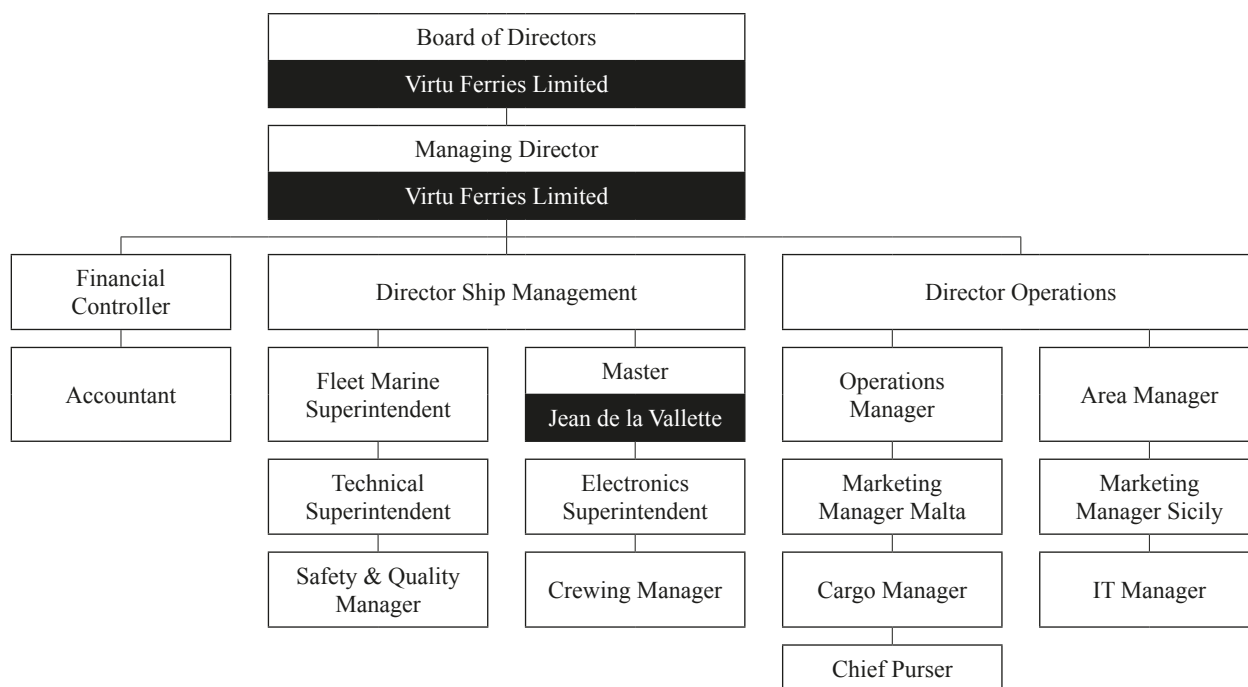 Board of Directors
Virtu Ferries Limited
Managing Director
Virtu Ferries Limited
Financial
Controller
Director Ship Management
Director Operations
Accountant
Fleet Marine
Superintendent
Master
Jean de la Vallette
Operations
Manager
Area Manager
Technical
Superintendent
Electronics
Superintendent
Marketing
Manager Malta
Marketing
Manager Sicily
Safety & Quality
Manager
Crewing Manager
Cargo Manager
IT Manager
Chief Purser